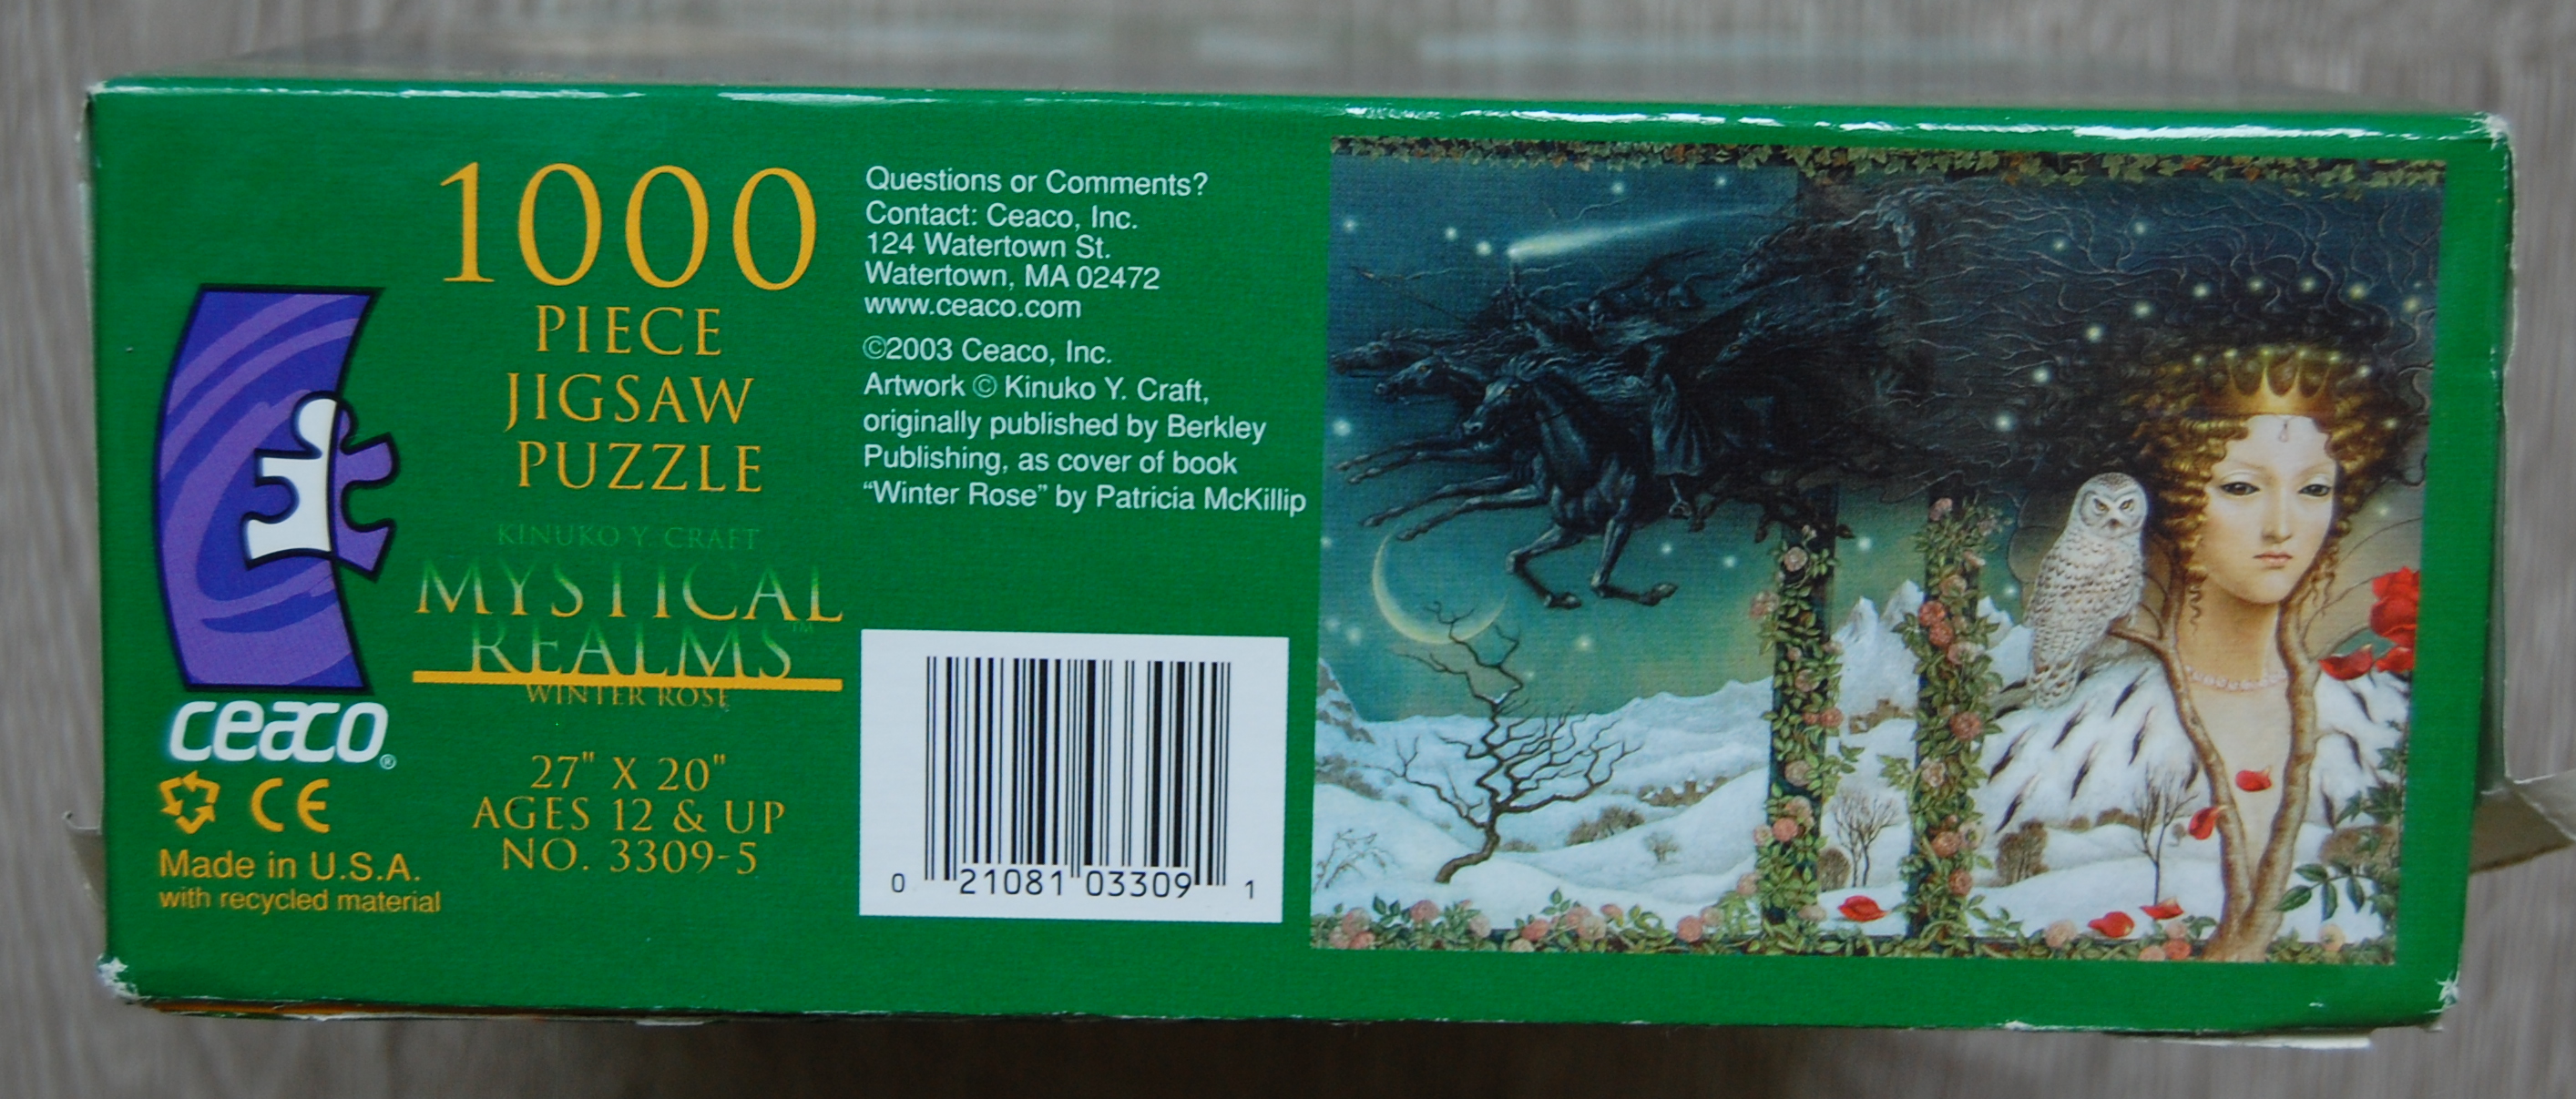 1000
PIECE
JIGSAW
PUZZLE
KINUKO Y. CRAFT
MYSTICAL
REALMS™
WINTER ROSE
27" X 20"
AGES 12 & UP
NO. 3309-5
ceaco®
CE
Made in U.S.A.
with recycled material
Questions or Comments?
Contact: Ceaco, Inc.
124 Watertown St.
Watertown, MA 02472
www.ceaco.com
©2003 Ceaco, Inc.
Artwork © Kinuko Y. Craft,
originally published by Berkley
Publishing, as cover of book
“Winter Rose” by Patricia McKillip
0 21081 03309 1